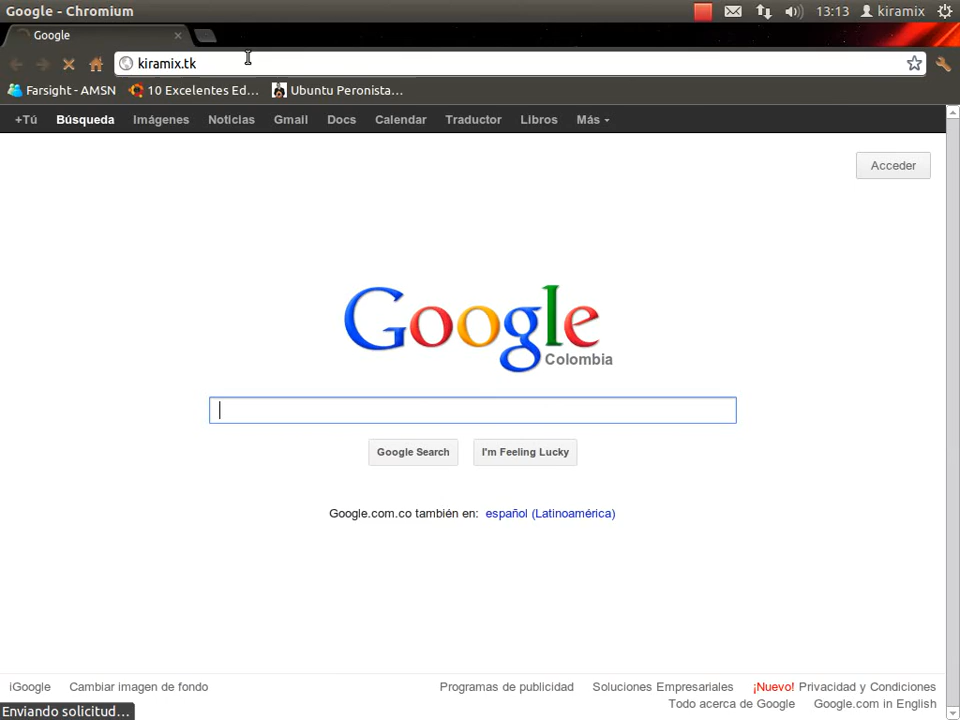 Google - Chromium
13:13 kiramix
Google
kiramix.tk
Farsight - AMSN 10 Excelentes Ed... Ubuntu Peronista...
+Tú Búsqueda Imágenes Noticias Gmail Docs Calendar Traductor Libros Más
Acceder
Google
Colombia
Google Search I'm Feeling Lucky
Google.com.co también en: español (Latinoamérica)
iGoogle Cambiar imagen de fondo Programas de publicidad Soluciones Empresariales ¡Nuevo! Privacidad y Condiciones
Todo acerca de Google Google.com in English
Enviando solicitud...